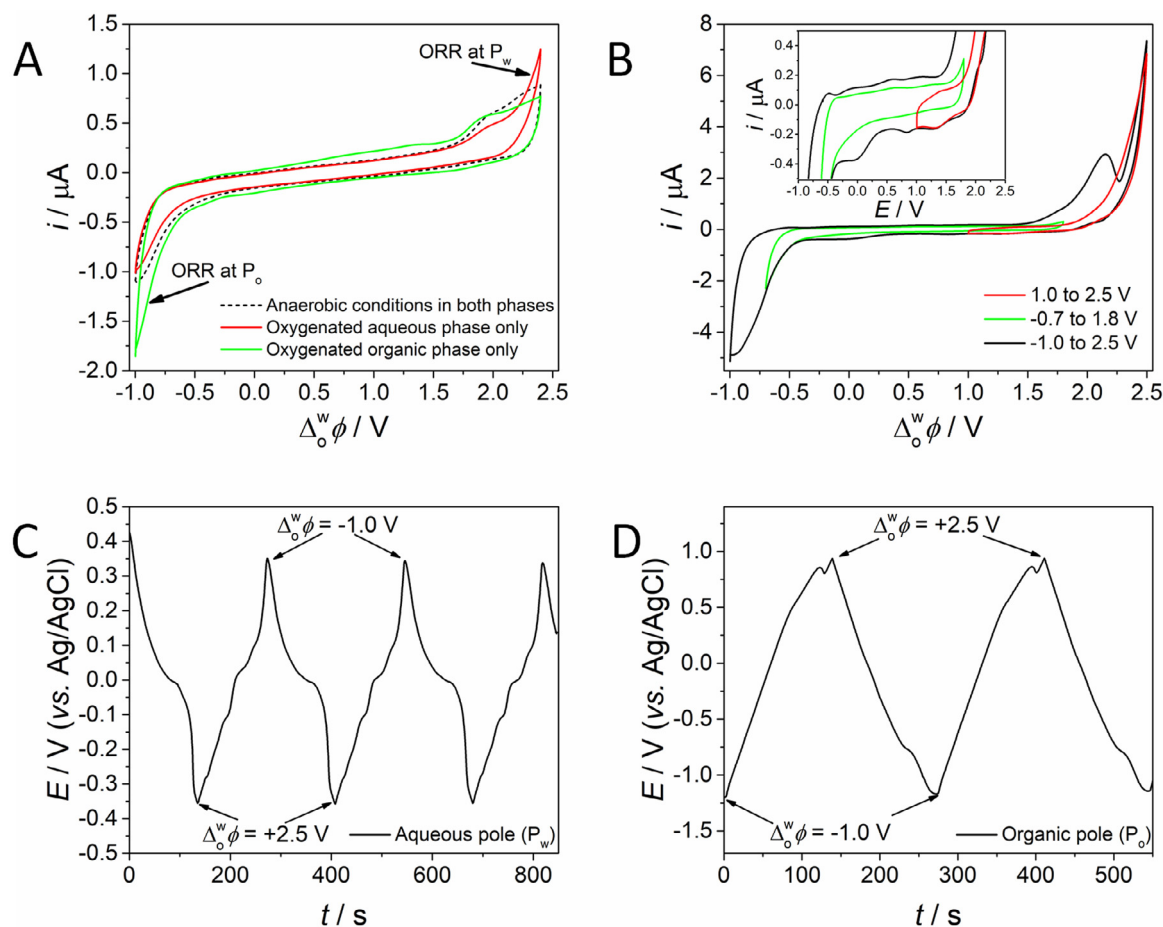 A
1.5
1.0
0.5
0.0
-0.5
-1.0
-1.5
-2.0
i / μA
ORR at Pw
ORR at Po
Anaerobic conditions in both phases
Oxygenated aqueous phase only
Oxygenated organic phase only
-1.0 -0.5 0.0 0.5 1.0 1.5 2.0 2.5
Δowϕ / V
B
8
6
4
2
0
-2
-4
i / μA
0.4
0.2
0.0
-0.2
-0.4
i / μA
-1.0 -0.5 0.0 0.5 1.0 1.5 2.0 2.5
E / V
1.0 to 2.5 V
-0.7 to 1.8 V
-1.0 to 2.5 V
-1.0 -0.5 0.0 0.5 1.0 1.5 2.0 2.5
Δowϕ / V
C
0.5
0.4
0.3
0.2
0.1
0.0
-0.1
-0.2
-0.3
-0.4
-0.5
E / V (vs. Ag/AgCl)
Δowϕ = -1.0 V
Δowϕ = +2.5 V
Aqueous pole (Pw)
0 200 400 600 800
t / s
D
1.0
0.5
0.0
-0.5
-1.0
-1.5
E / V (vs. Ag/AgCl)
Δowϕ = +2.5 V
Δowϕ = -1.0 V
Organic pole (Po)
0 100 200 300 400 500
t / s